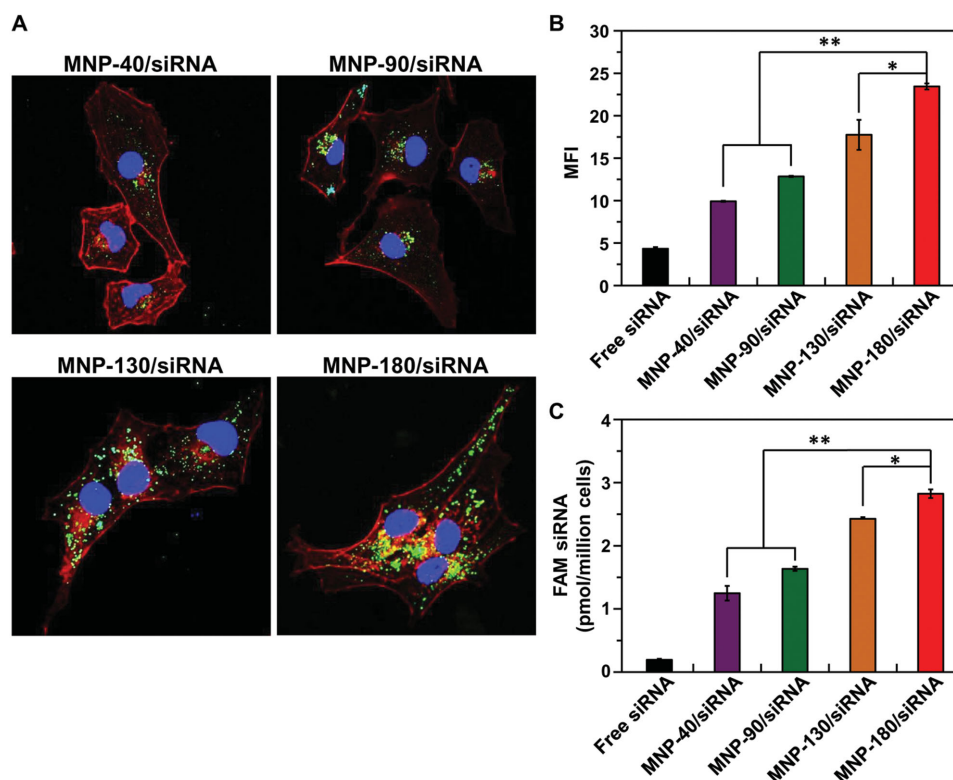 A
MNP-40/siRNA
MNP-90/siRNA
MNP-130/siRNA
MNP-180/siRNA
B
MFI
30
25
20
15
10
5
0
**
*
Free siRNA
MNP-40/siRNA
MNP-90/siRNA
MNP-130/siRNA
MNP-180/siRNA
C
FAM siRNA
(pmol/million cells)
4
3
2
1
0
**
*
Free siRNA
MNP-40/siRNA
MNP-90/siRNA
MNP-130/siRNA
MNP-180/siRNA